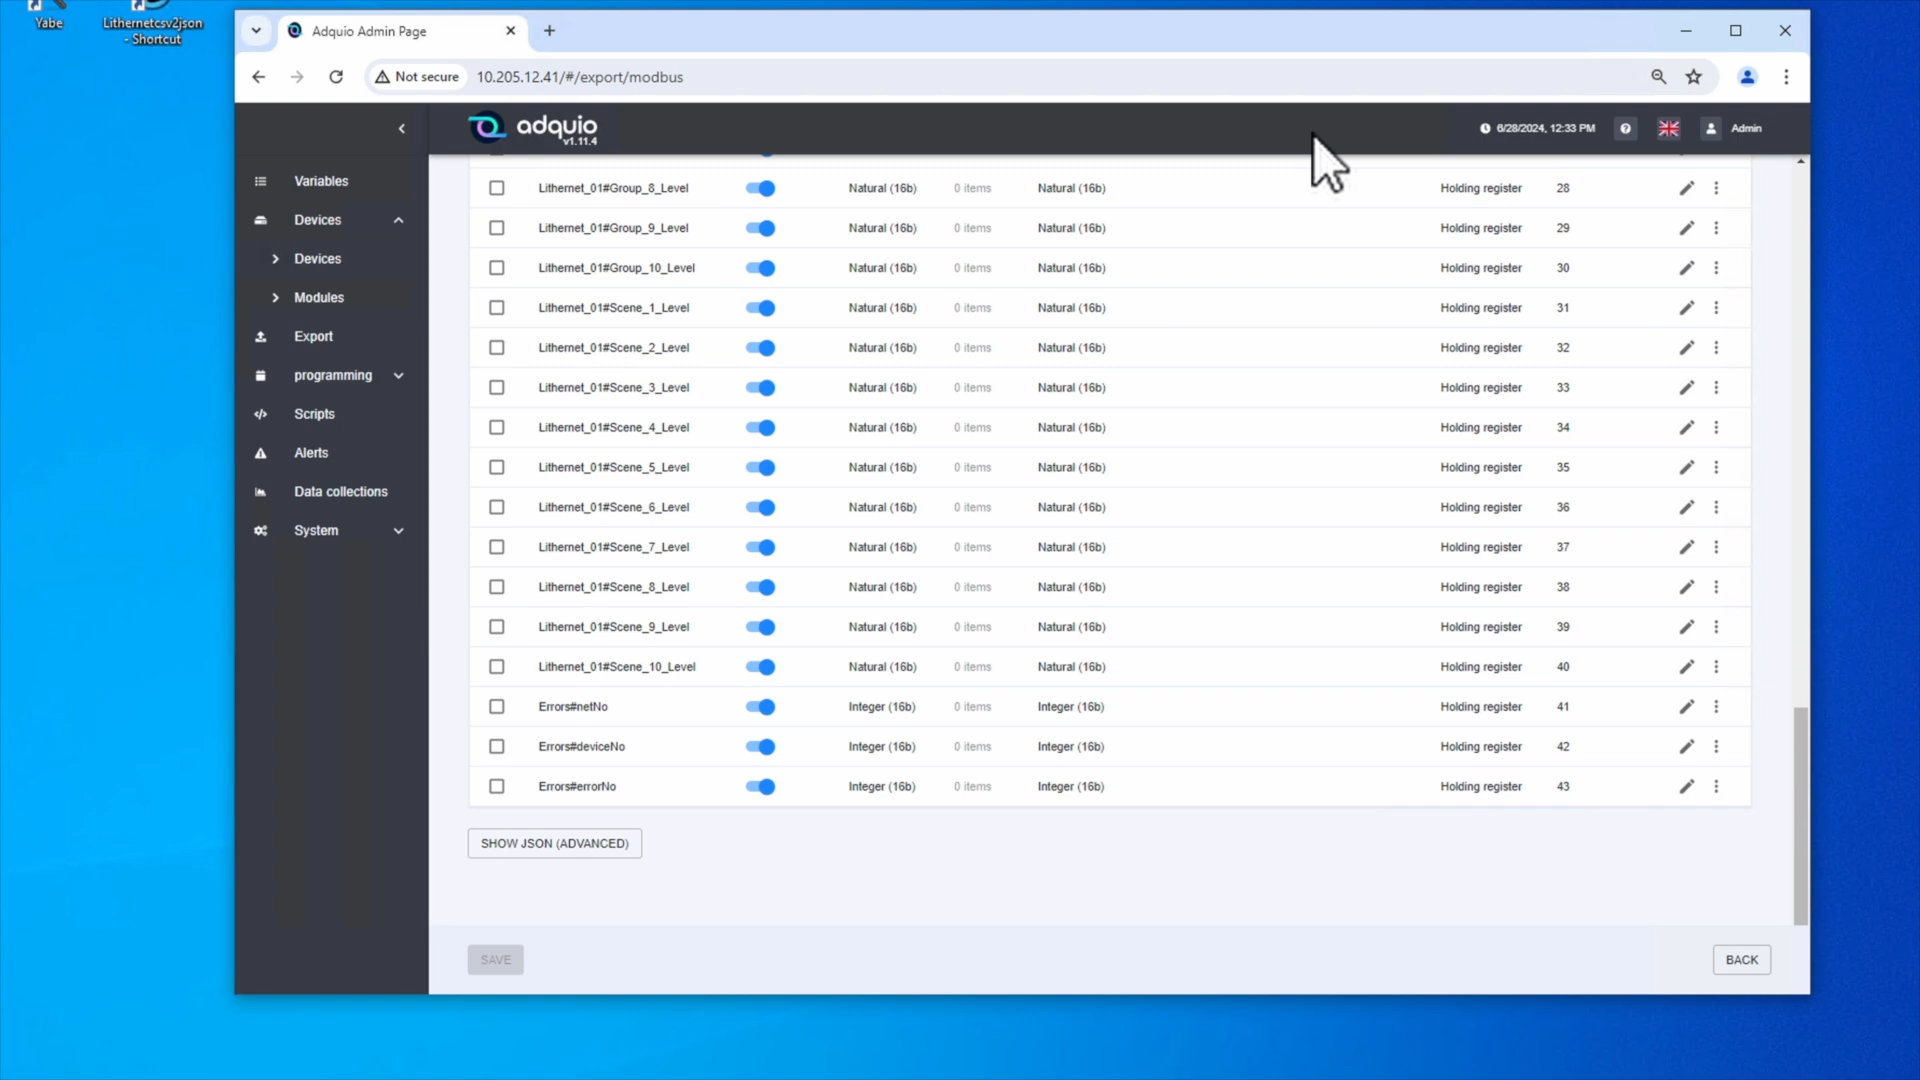 Yabe
Lithernetcsv2json
- Shortcut
Adquio Admin Page
Not secure 10.205.12.41/#/export/modbus
adquio
v1.11.4
6/28/2024, 12:33 PM
Admin
Variables
Devices
Devices
Modules
Export
programming
Scripts
Alerts
Data collections
System
Lithernet_01#Group_8_Level Natural (16b) 0 items Natural (16b) Holding register 28
Lithernet_01#Group_9_Level Natural (16b) 0 items Natural (16b) Holding register 29
Lithernet_01#Group_10_Level Natural (16b) 0 items Natural (16b) Holding register 30
Lithernet_01#Scene_1_Level Natural (16b) 0 items Natural (16b) Holding register 31
Lithernet_01#Scene_2_Level Natural (16b) 0 items Natural (16b) Holding register 32
Lithernet_01#Scene_3_Level Natural (16b) 0 items Natural (16b) Holding register 33
Lithernet_01#Scene_4_Level Natural (16b) 0 items Natural (16b) Holding register 34
Lithernet_01#Scene_5_Level Natural (16b) 0 items Natural (16b) Holding register 35
Lithernet_01#Scene_6_Level Natural (16b) 0 items Natural (16b) Holding register 36
Lithernet_01#Scene_7_Level Natural (16b) 0 items Natural (16b) Holding register 37
Lithernet_01#Scene_8_Level Natural (16b) 0 items Natural (16b) Holding register 38
Lithernet_01#Scene_9_Level Natural (16b) 0 items Natural (16b) Holding register 39
Lithernet_01#Scene_10_Level Natural (16b) 0 items Natural (16b) Holding register 40
Errors#netNo Integer (16b) 0 items Integer (16b) Holding register 41
Errors#deviceNo Integer (16b) 0 items Integer (16b) Holding register 42
Errors#errorNo Integer (16b) 0 items Integer (16b) Holding register 43
SHOW JSON (ADVANCED)
SAVE
BACK